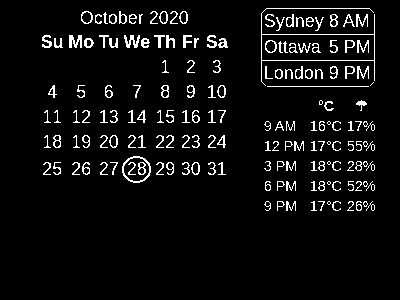 October 2020
Su Mo Tu We Th Fr Sa
1 2 3
4 5 6 7 8 9 10
11 12 13 14 15 16 17
18 19 20 21 22 23 24
25 26 27 28 29 30 31
Sydney 8 AM
Ottawa 5 PM
London 9 PM
°C ☂
9 AM 16°C 17%
12 PM 17°C 55%
3 PM 18°C 28%
6 PM 18°C 52%
9 PM 17°C 26%